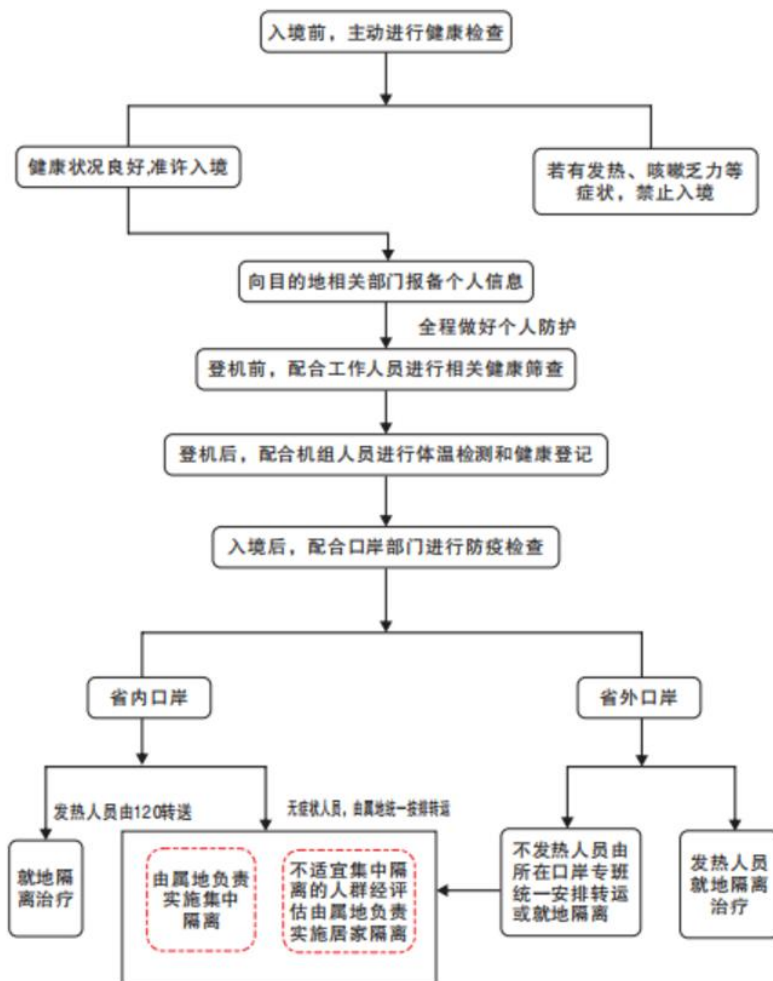 入境前，主动进行健康检查
健康状况良好,准许入境
若有发热、咳嗽乏力等
症状，禁止入境
向目的地相关部门报备个人信息
全程做好个人防护
登机前，配合工作人员进行相关健康筛查
登机后，配合机组人员进行体温检测和健康登记
入境后，配合口岸部门进行防疫检查
省内口岸
省外口岸
发热人员由120转送
无症状人员，由属地统一按排转运
就地隔
离治疗
由属地负责
实施集中
隔离
不适宜集中隔
离的人群经评
估由属地负责
实施居家隔离
不发热人员由
所在口岸专班
统一安排转运
或就地隔离
发热人员
就地隔离
治疗